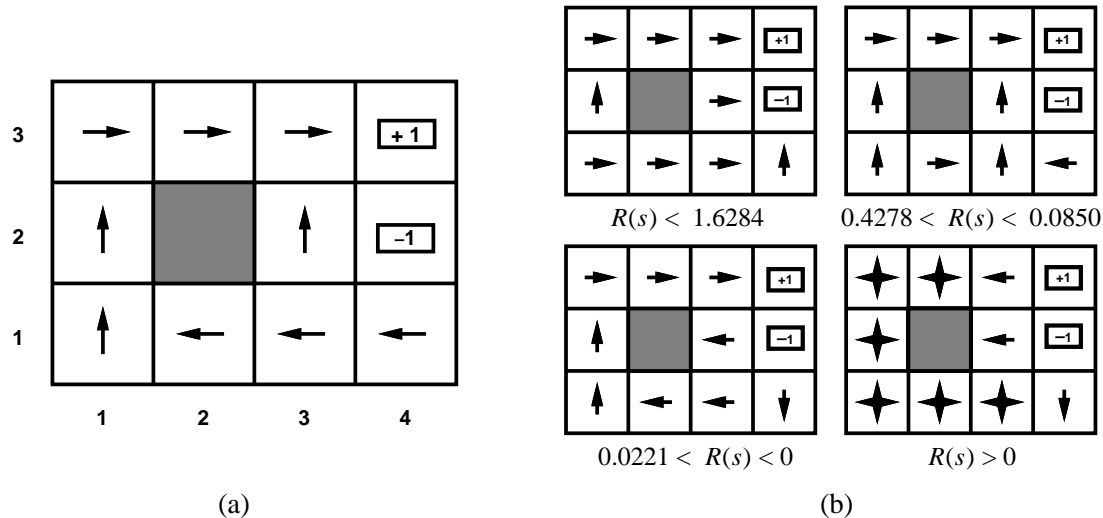 3
+ 1
2
–1
1
1 2 3 4
(a)
+1
–1
R(s) < 1.6284
+1
–1
0.4278 < R(s) < 0.0850
+1
–1
0.0221 < R(s) < 0
+1
–1
R(s) > 0
(b)